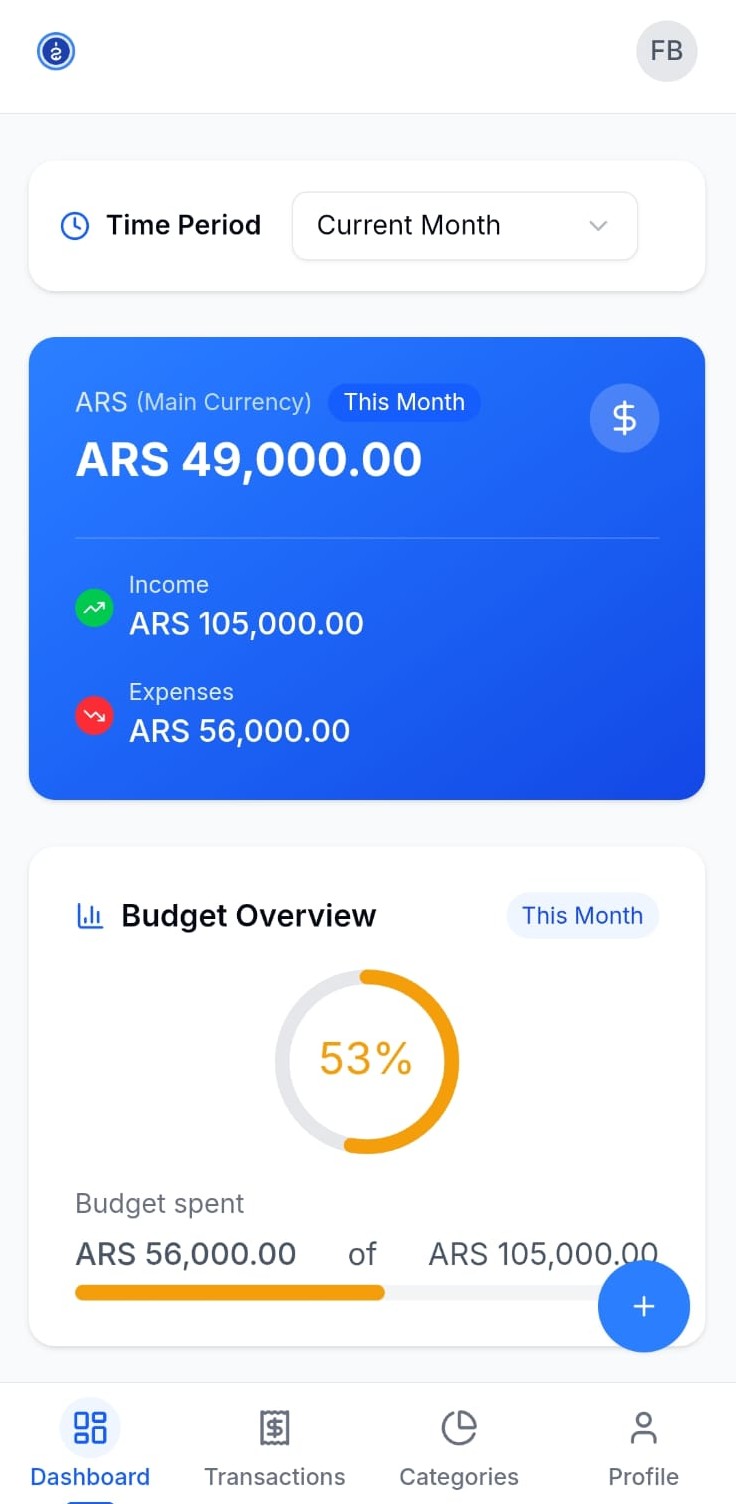 FB
Time Period Current Month
ARS (Main Currency) This Month
ARS 49,000.00
$
Income
ARS 105,000.00
Expenses
ARS 56,000.00
Budget Overview This Month
53%
Budget spent
ARS 56,000.00 of ARS 105,000.00
+
Dashboard Transactions Categories Profile